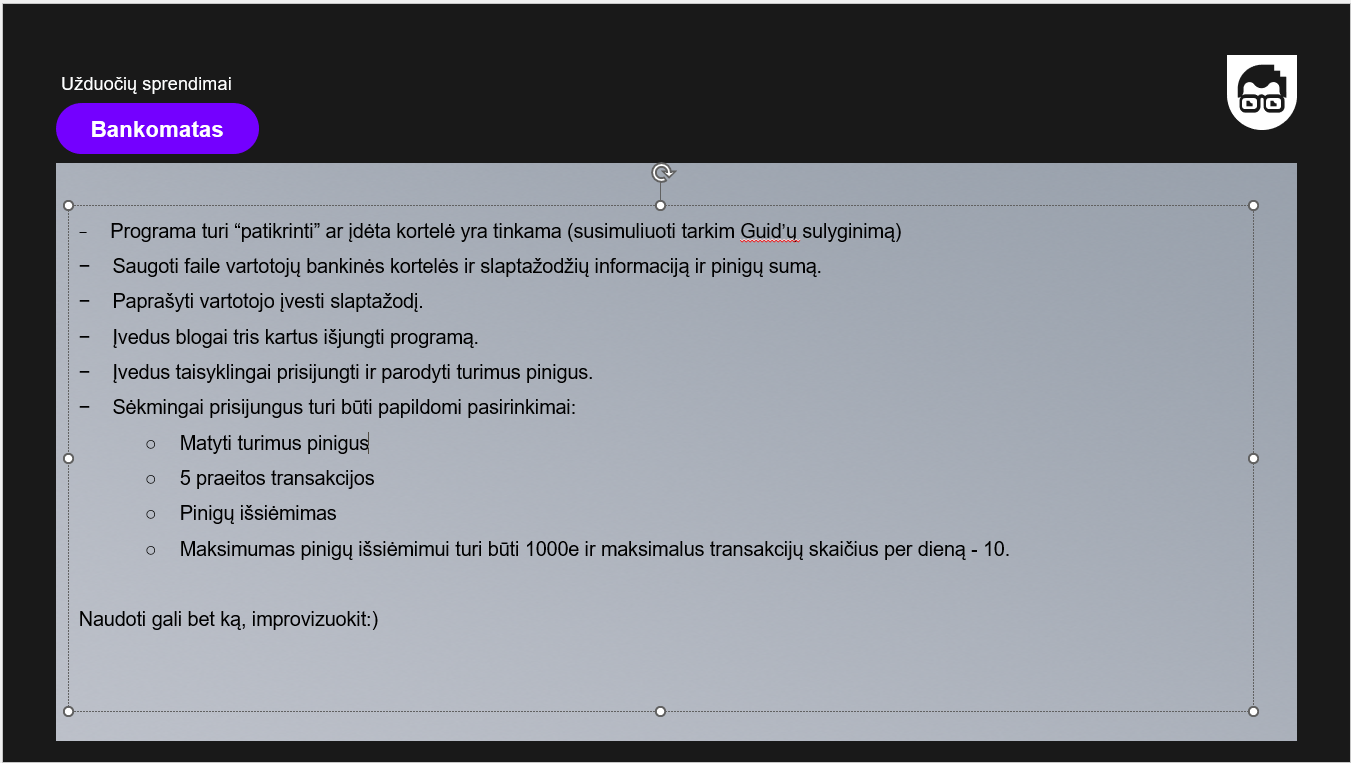 Užduočių sprendimai
Bankomatas
− Programa turi “patikrinti” ar įdėta kortelė yra tinkama (susimuliuoti tarkim Guid’ų sulyginimą)
− Saugoti faile vartotojų bankinės kortelės ir slaptažodžių informaciją ir pinigų sumą.
− Paprašyti vartotojo įvesti slaptažodį.
− Įvedus blogai tris kartus išjungti programą.
− Įvedus taisyklingai prisijungti ir parodyti turimus pinigus.
− Sėkmingai prisijungus turi būti papildomi pasirinkimai:
○ Matyti turimus pinigus
○ 5 praeitos transakcijos
○ Pinigų išsiėmimas
○ Maksimumas pinigų išsiėmimui turi būti 1000e ir maksimalus transakcijų skaičius per dieną - 10.
Naudoti gali bet ką, improvizuokit:)